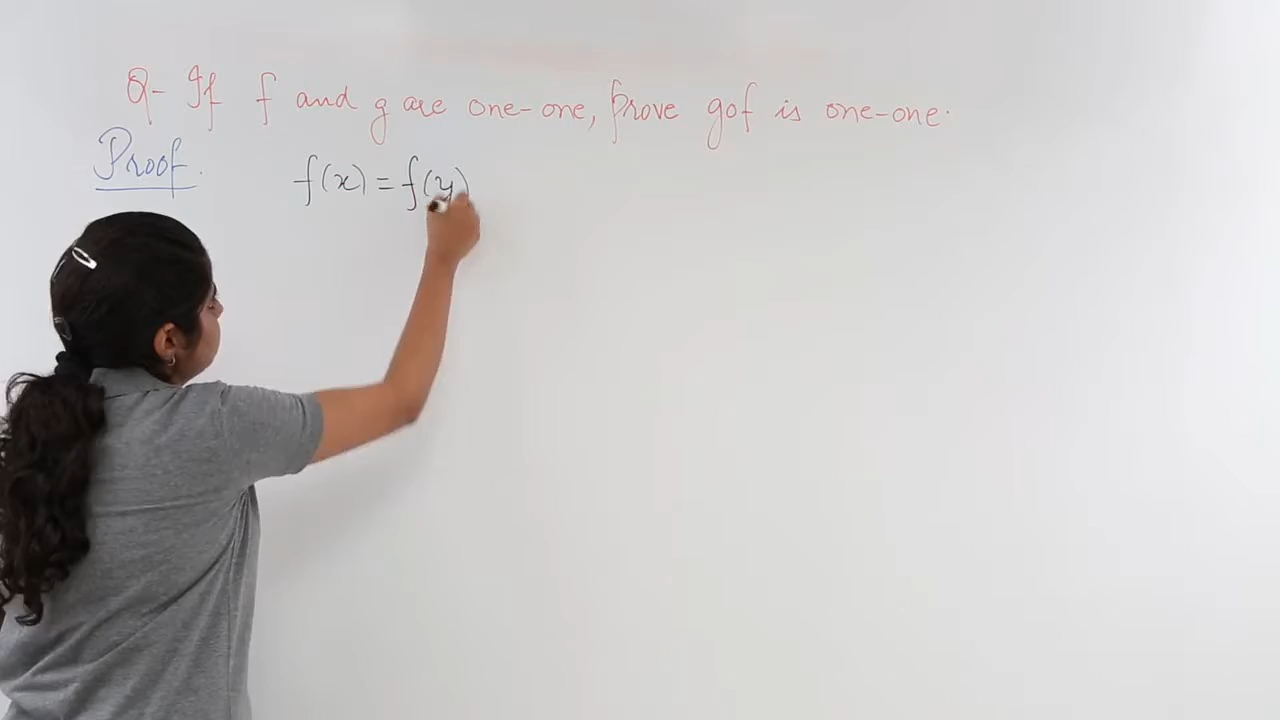 Q- If f and g are one-one, prove gof is one-one.
Proof.
f(x) = f(y)